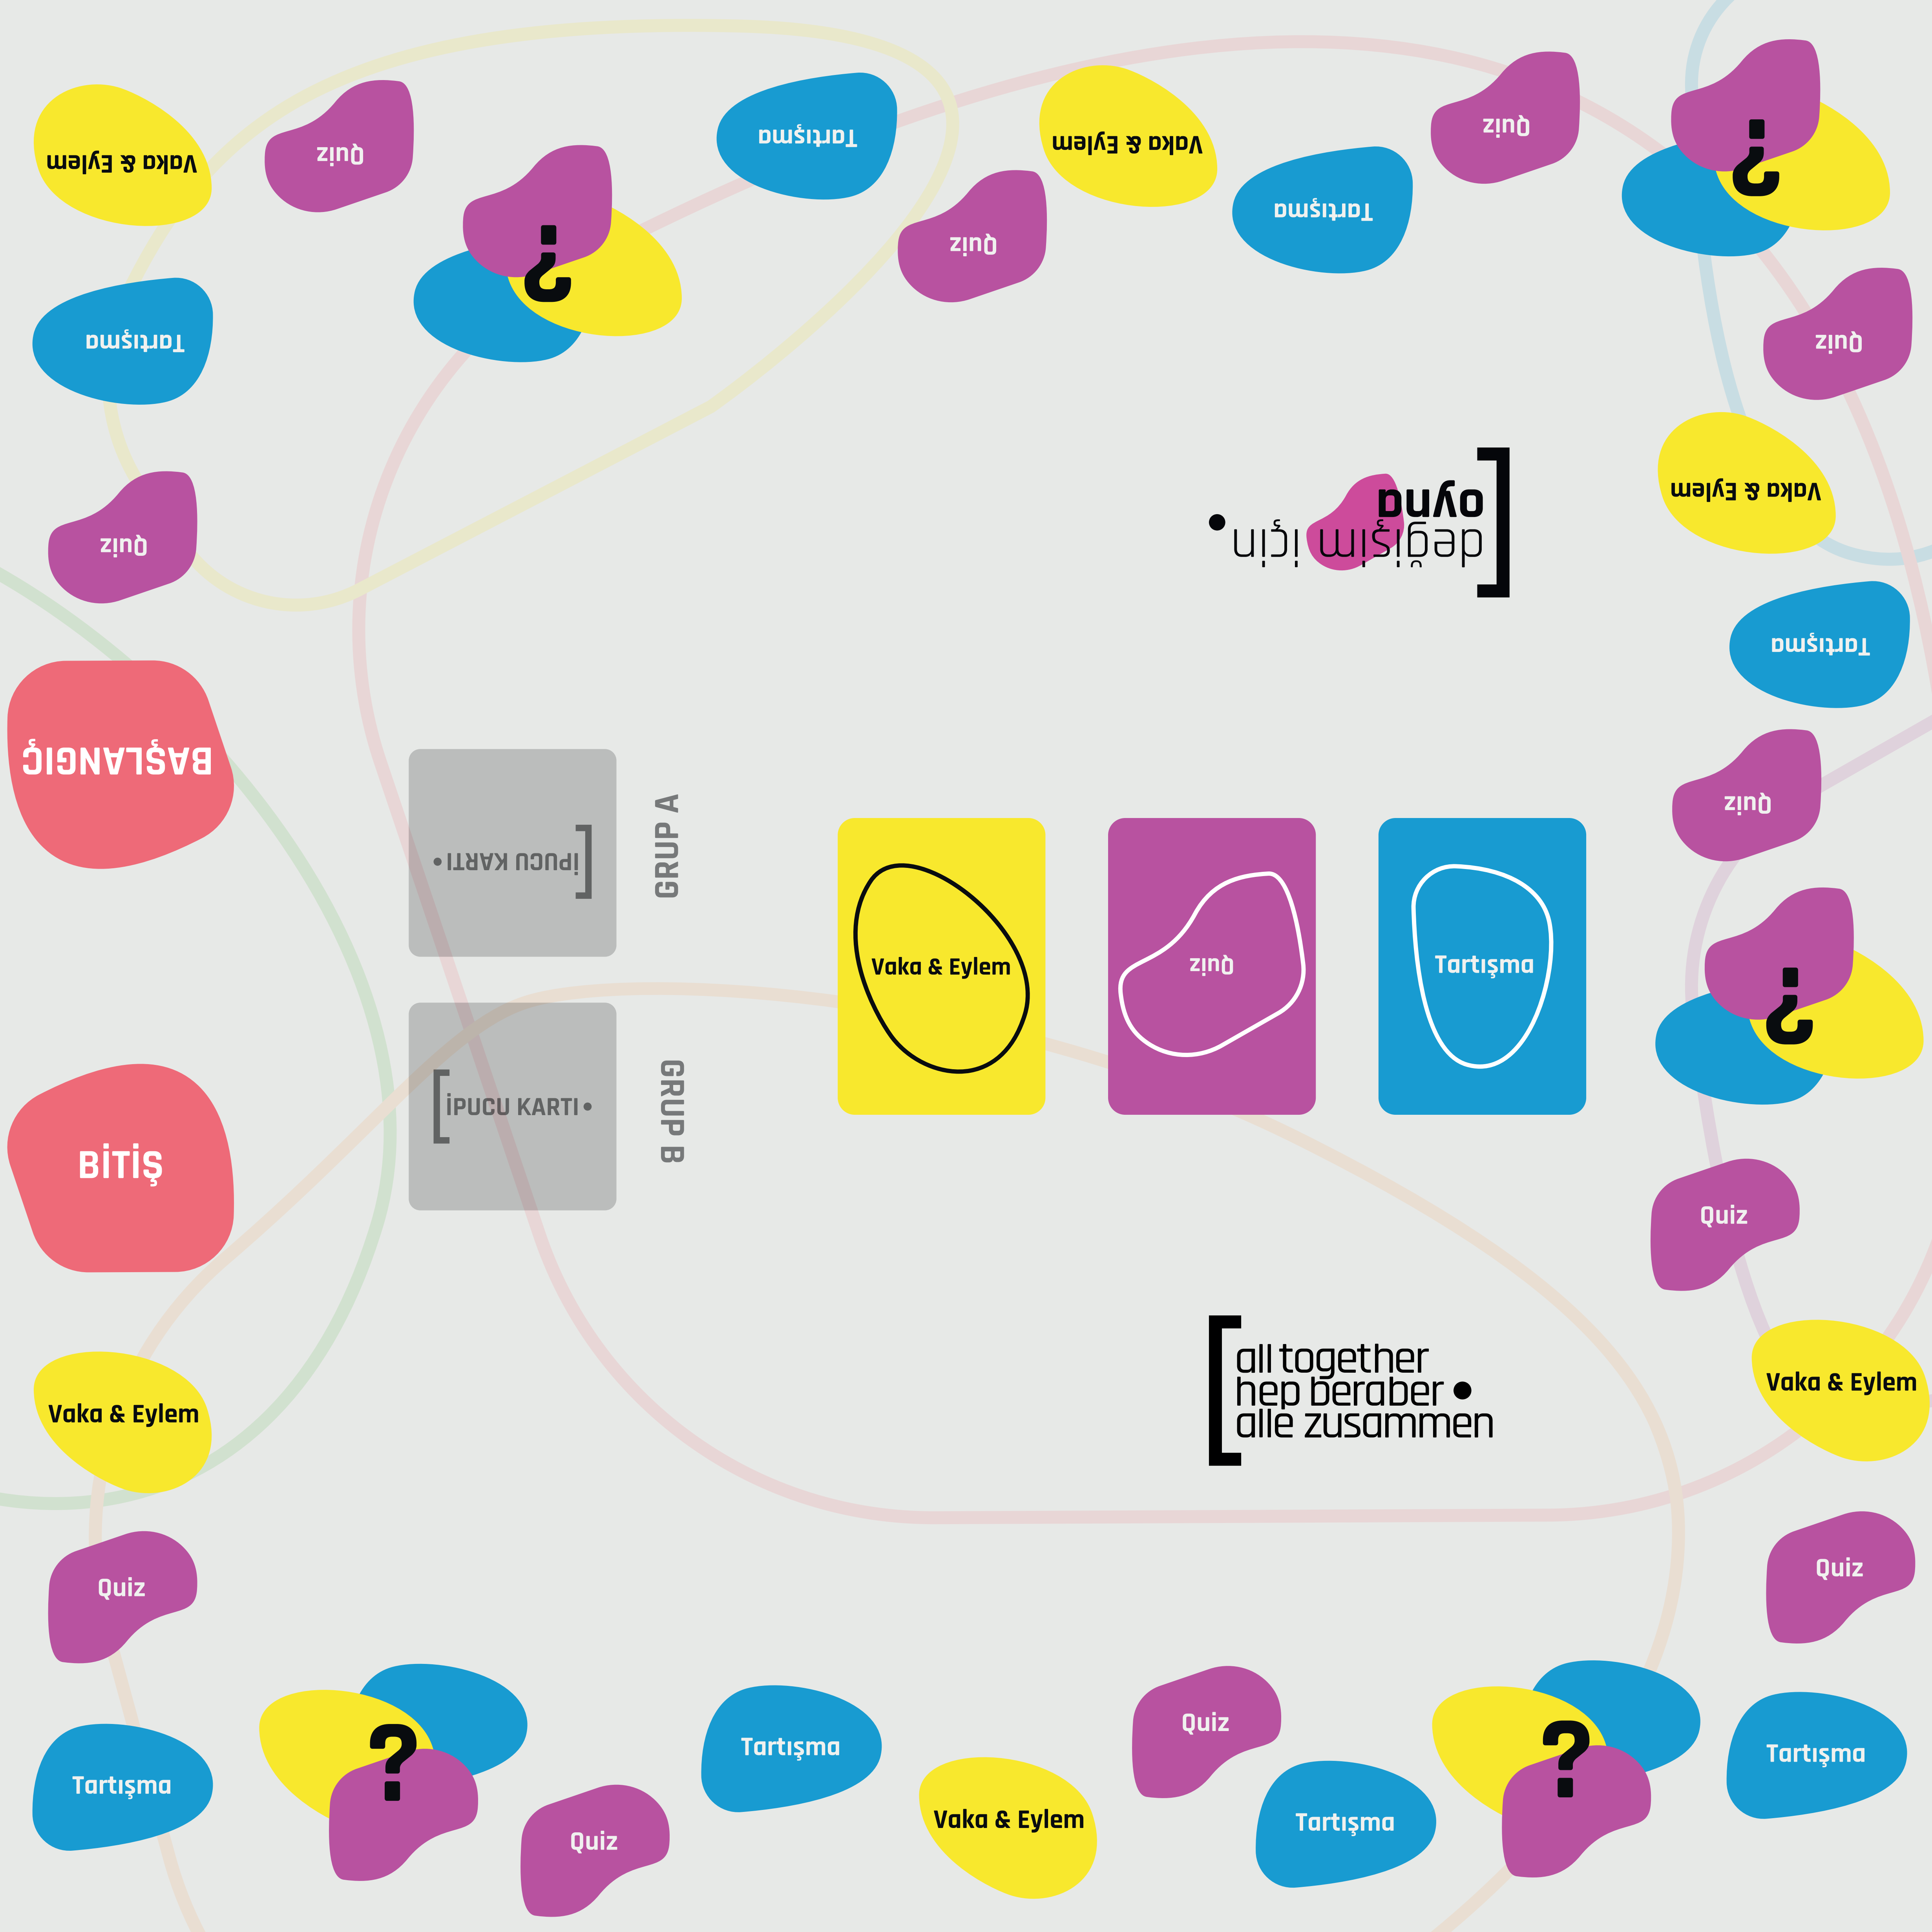 Vaka & Eylem
Quiz
?
Tartışma
Quiz
Vaka & Eylem
Tartışma
Quiz
?
Tartışma
Quiz
Quiz
Vaka & Eylem
Tartışma
Quiz
?
oyna
değişim için
BAŞLANGIÇ
İPUCU KARTI
GRUP A
Vaka & Eylem
Quiz
Tartışma
İPUCU KARTI
GRUP B
BİTİŞ
Quiz
all together
hep beraber
alle zusammen
Vaka & Eylem
Vaka & Eylem
Quiz
Quiz
Tartışma
?
Quiz
Tartışma
Vaka & Eylem
Quiz
Tartışma
?
Tartışma